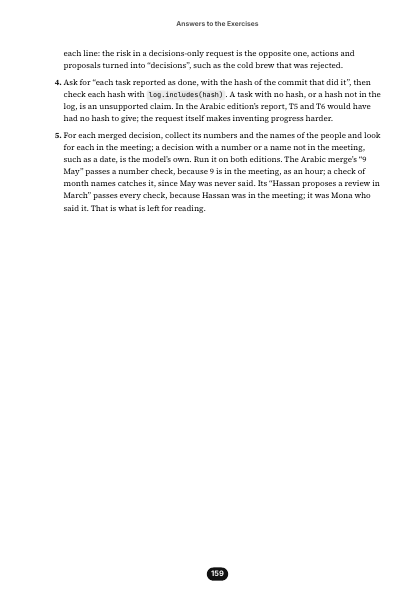 Answers to the Exercises
each line: the risk in a decisions-only request is the opposite one, actions and
proposals turned into “decisions”, such as the cold brew that was rejected.
4. Ask for “each task reported as done, with the hash of the commit that did it”, then
check each hash with log.includes(hash). A task with no hash, or a hash not in the
log, is an unsupported claim. In the Arabic edition’s report, T5 and T6 would have
had no hash to give; the request itself makes inventing progress harder.
5. For each merged decision, collect its numbers and the names of the people and look
for each in the meeting; a decision with a number or a name not in the meeting,
such as a date, is the model’s own. Run it on both editions. The Arabic merge’s “9
May” passes a number check, because 9 is in the meeting, as an hour; a check of
month names catches it, since May was never said. Its “Hassan proposes a review in
March” passes every check, because Hassan was in the meeting; it was Mona who
said it. That is what is left for reading.
159